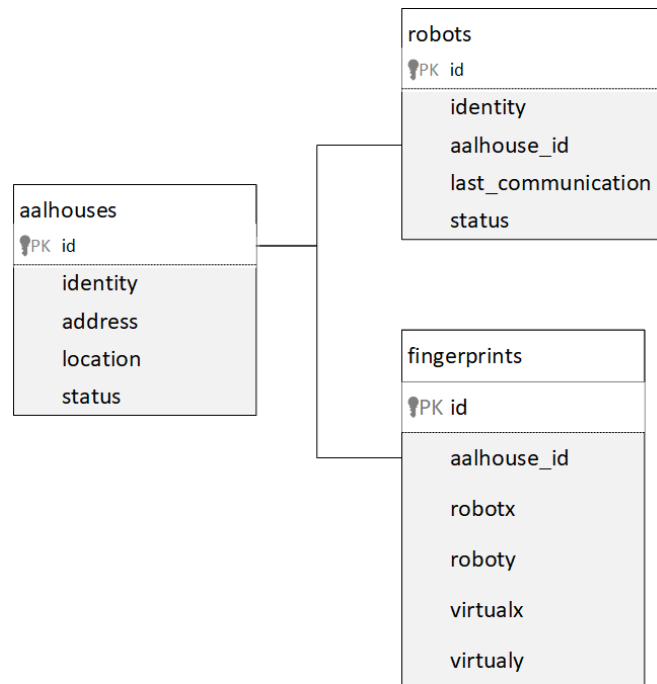 robots
PK id
identity
aalhouse_id
last_communication
status
aalhouses
PK id
identity
address
location
status
fingerprints
PK id
aalhouse_id
robotx
roboty
virtualx
virtualy